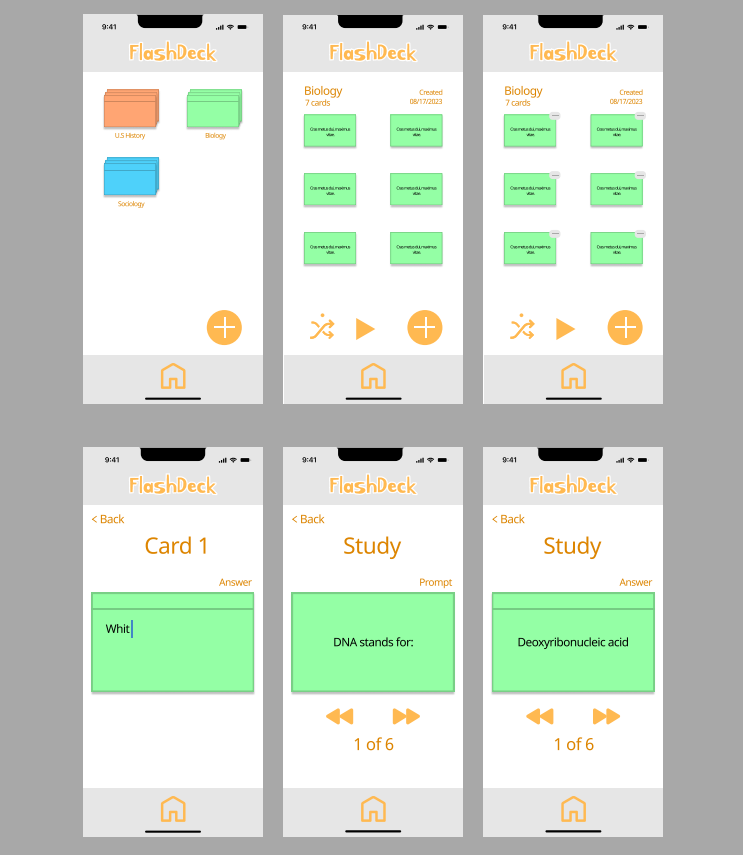 9:41
FlashDeck
U.S History
Biology
Sociology
9:41
FlashDeck
Biology
Created
7 cards
08/17/2023
Cras metus dui, maximus
vitae.
Cras metus dui, maximus
vitae.
Cras metus dui, maximus
vitae.
Cras metus dui, maximus
vitae.
Cras metus dui, maximus
vitae.
Cras metus dui, maximus
vitae.
9:41
FlashDeck
Biology
Created
7 cards
08/17/2023
Cras metus dui, maximus
vitae.
Cras metus dui, maximus
vitae.
Cras metus dui, maximus
vitae.
Cras metus dui, maximus
vitae.
Cras metus dui, maximus
vitae.
Cras metus dui, maximus
vitae.
9:41
FlashDeck
< Back
Card 1
Answer
Whit
9:41
FlashDeck
< Back
Study
Prompt
DNA stands for:
1 of 6
9:41
FlashDeck
< Back
Study
Answer
Deoxyribonucleic acid
1 of 6